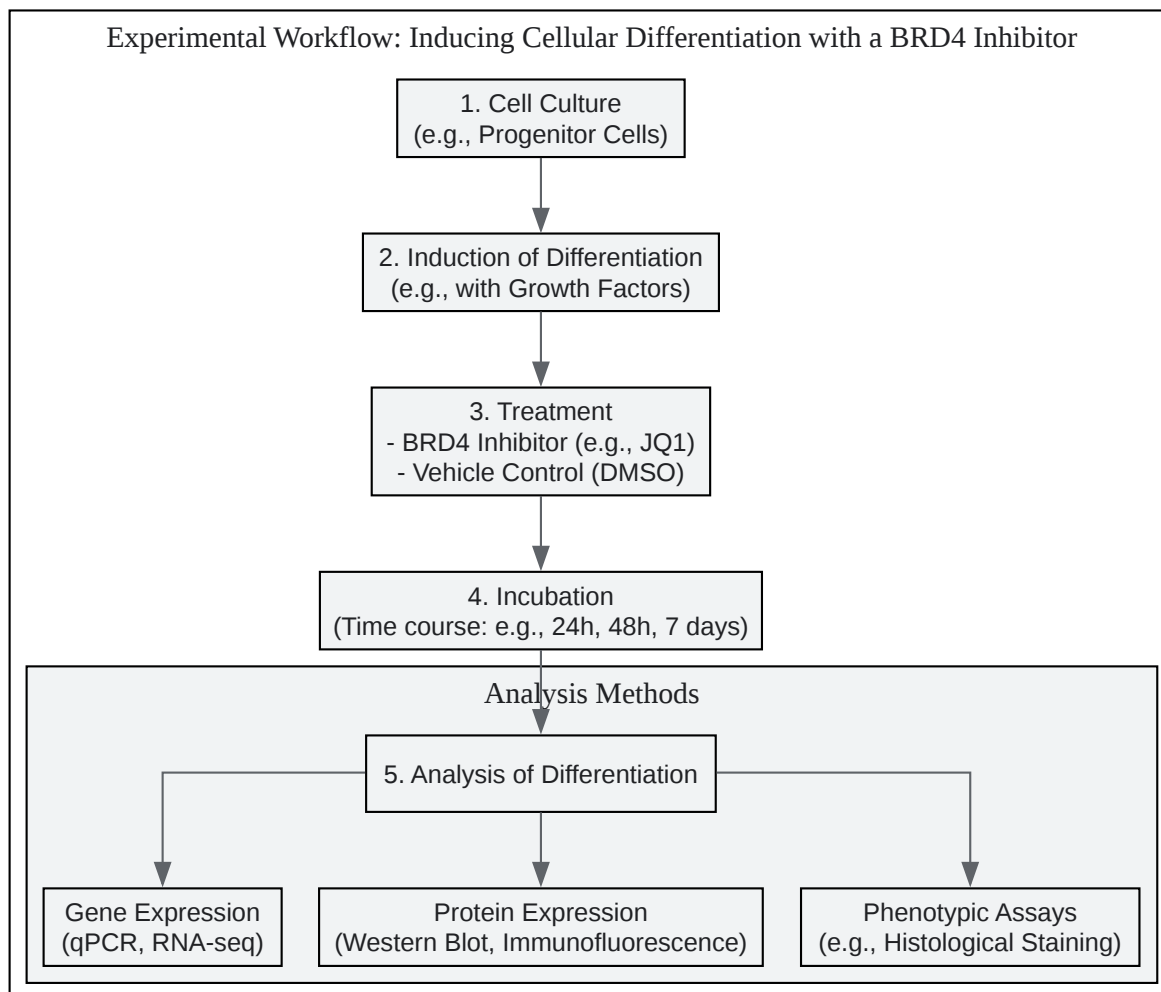 Experimental Workflow: Inducing Cellular Differentiation with a BRD4 Inhibitor
1. Cell Culture
(e.g., Progenitor Cells)
2. Induction of Differentiation
(e.g., with Growth Factors)
3. Treatment
- BRD4 Inhibitor (e.g., JQ1)
- Vehicle Control (DMSO)
4. Incubation
(Time course: e.g., 24h, 48h, 7 days)
Analysis Methods
5. Analysis of Differentiation
Gene Expression
(qPCR, RNA-seq)
Protein Expression
(Western Blot, Immunofluorescence)
Phenotypic Assays
(e.g., Histological Staining)